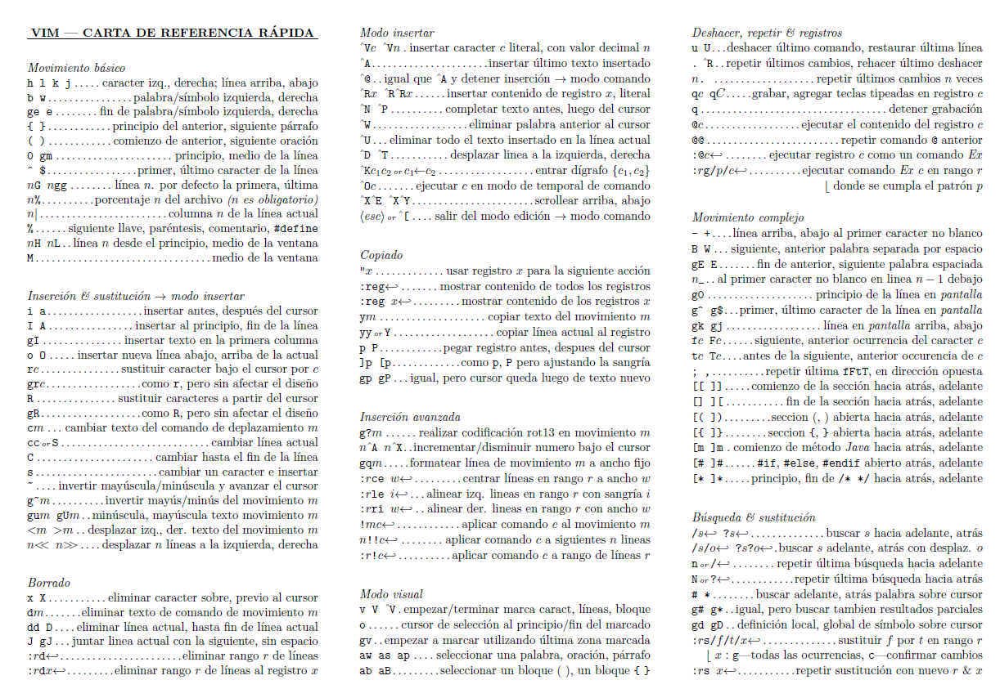 VIM — CARTA DE REFERENCIA RÁPIDA
Movimiento básico
h l k j ..... caracter izq., derecha; línea arriba, abajo
b w ............... palabra/símbolo izquierda, derecha
ge e ........ fin de palabra/símbolo izquierda, derecha
{ } ............ principio del anterior, siguiente párrafo
( ) ............ comienzo de anterior, siguiente oración
0 gm ...................... principio, medio de la línea
^ $ ................. primer, último caracter de la línea
nG ngg ........ línea n. por defecto la primera, última
n% .......... porcentaje n del archivo (n es obligatorio)
n| ........................ columna n de la línea actual
% ...... siguiente llave, paréntesis, comentario, #define
nH nL .. línea n desde el principio, medio de la ventana
M ................................. medio de la ventana
Inserción & sustitución → modo insertar
i a .................. insertar antes, después del cursor
I A ................ insertar al principio, fin de la línea
gI ............... insertar texto en la primera columna
o O ..... insertar nueva línea abajo, arriba de la actual
rc .............. sustituir caracter bajo el cursor por c
grc .................. como r, pero sin afectar el diseño
R ............... sustituir caracteres a partir del cursor
gR ................... como R, pero sin afectar el diseño
cm ... cambiar texto del comando de deplazamiento m
cc or S ............................ cambiar línea actual
C ...................... cambiar hasta el fin de la línea
s ........................ cambiar un caracter e insertar
~ .... invertir mayúscula/minúscula y avanzar el cursor
g~m .......... invertir mayús/minús del movimiento m
gum gUm .. minúscula, mayúscula texto movimiento m
<m >m .. desplazar izq., der. texto del movimiento m
n≪ n≫ .... desplazar n líneas a la izquierda, derecha
Borrado
x X ........... eliminar caracter sobre, previo al cursor
dm ....... eliminar texto de comando de movimiento m
dd D .... eliminar línea actual, hasta fin de línea actual
J gJ ... juntar linea actual con la siguiente, sin espacio
:rd↩ ....................... eliminar rango r de líneas
:rdx↩ ......... eliminar rango r de líneas al registro x
Modo insertar
^Vc ^Vn . insertar caracter c literal, con valor decimal n
^A ...................... insertar último texto insertado
^@ .. igual que ^A y detener inserción → modo comando
^Rx ^R^Rx ...... insertar contenido de registro x, literal
^N ^P .......... completar texto antes, luego del cursor
^W .................. eliminar palabra anterior al cursor
^U ... eliminar todo el texto insertado en la línea actual
^D ^T ............. desplazar linea a la izquierda, derecha
^Kc₁c₂ or c₁←c₂ .................. entrar dígrafo {c₁, c₂}
^Oc ....... ejecutar c en modo de temporal de comando
^X^E ^X^Y ....................... scrollear arriba, abajo
⟨esc⟩ or ^[ .... salir del modo edición → modo comando
Copiado
"x ............. usar registro x para la siguiente acción
:reg↩ ....... mostrar contenido de todos los registros
:reg x↩ ......... mostrar contenido de los registros x
ym ..................... copiar texto del movimiento m
yy or Y ................... copiar línea actual al registro
p P ............ pegar registro antes, despues del cursor
]p [p ............. como p, P pero ajustando la sangría
gp gP ... igual, pero cursor queda luego de texto nuevo
Inserción avanzada
g?m ...... realizar codificación rot13 en movimiento m
n^A n^X .. incrementar/disminuir numero bajo el cursor
gqm ..... formatear línea de movimiento m a ancho fijo
:rce w↩ ......... centrar líneas en rango r a ancho w
:rle i↩ ... alinear izq. lineas en rango r con sangría i
:rri w↩ .. alinear der. lineas en rango r con ancho w
!mc↩ ............ aplicar comando c al movimiento m
n!!c↩ ........ aplicar comando c a siguientes n lineas
:r!c↩ .......... aplicar comando c a rango de líneas r
Modo visual
v V ^V . empezar/terminar marca caract, líneas, bloque
o ...... cursor de selección al principio/fin del marcado
gv .. empezar a marcar utilizando última zona marcada
aw as ap .... seleccionar una palabra, oración, párrafo
ab aB ......... seleccionar un bloque ( ), un bloque { }
Deshacer, repetir & registros
u U ... deshacer último comando, restaurar última línea
. ^R .. repetir últimos cambios, rehacer último deshacer
n. ................... repetir últimos cambios n veces
qc qC ..... grabar, agregar teclas tipeadas en registro c
q ................................... detener grabación
@c .................. ejecutar el contenido del registro c
@@ ...................... repetir comando @ anterior
:@c↩ ........ ejecutar registro c como un comando Ex
:rg/p/c↩ .......... ejecutar comando Ex c en rango r
⌊ donde se cumpla el patrón p
Movimiento complejo
- + .... línea arriba, abajo al primer caracter no blanco
B W ... siguiente, anterior palabra separada por espacio
gE E ....... fin de anterior, siguiente palabra espaciada
n_ .. al primer caracter no blanco en linea n − 1 debajo
g0 .................... principio de la línea en pantalla
g^ g$ ... primer, último caracter de la línea en pantalla
gk gj .................. línea en pantalla arriba, abajo
fc Fc ...... siguiente, anterior ocurrencia del caracter c
tc Tc .... antes de la siguiente, anterior occurencia de c
; , .......... repetir última fFtT, en dirección opuesta
[[ ]] ..... comienzo de la sección hacia atrás, adelante
[] ][ ........... fin de la sección hacia atrás, adelante
[( ]) ......... seccion (, ) abierta hacia atrás, adelante
[{ ]} ........ seccion {, } abierta hacia atrás, adelante
[m ]m . comienzo de método Java hacia atrás, adelante
[# ]# ...... #if, #else, #endif abierto atrás, adelante
[* ]* ..... principio, fin de /* */ hacia atrás, adelante
Búsqueda & sustitución
/s↩ ?s↩ .............. buscar s hacia adelante, atrás
/s/o↩ ?s?o↩ . buscar s adelante, atrás con desplaz. o
n or /↩ ........ repetir última búsqueda hacia adelante
N or ?↩ ............ repetir última búsqueda hacia atrás
# * ........ buscar adelante, atrás palabra sobre cursor
g# g* .. igual, pero buscar tambien resultados parciales
gd gD .. definición local, global de símbolo sobre cursor
:rs/f/t/x↩ .............. sustituir f por t en rango r
⌊ x : g—todas las ocurrencias, c—confirmar cambios
:rs x↩ ........... repetir sustitución con nuevo r & x